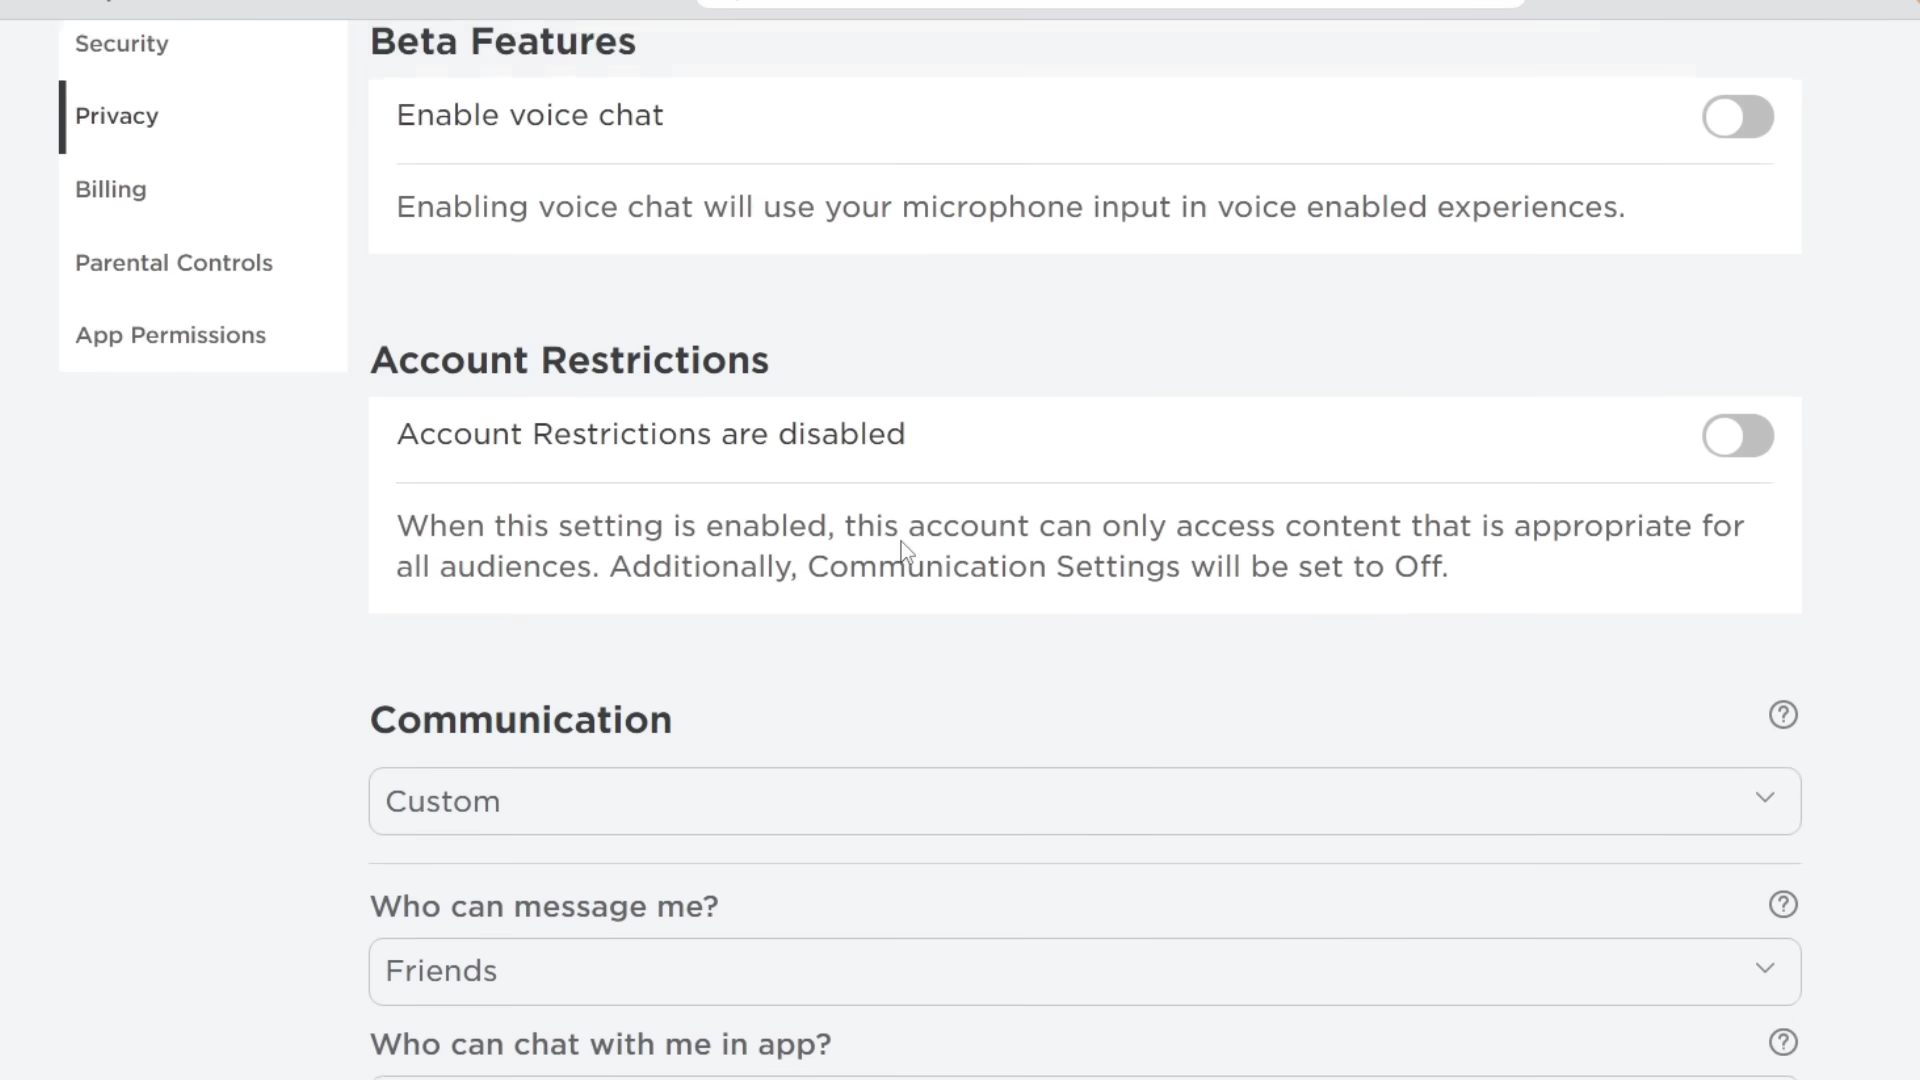 Security
Privacy
Billing
Parental Controls
App Permissions
Beta Features
Enable voice chat
Enabling voice chat will use your microphone input in voice enabled experiences.
Account Restrictions
Account Restrictions are disabled
When this setting is enabled, this account can only access content that is appropriate for
all audiences. Additionally, Communication Settings will be set to Off.
Communication
Custom
Who can message me?
Friends
Who can chat with me in app?